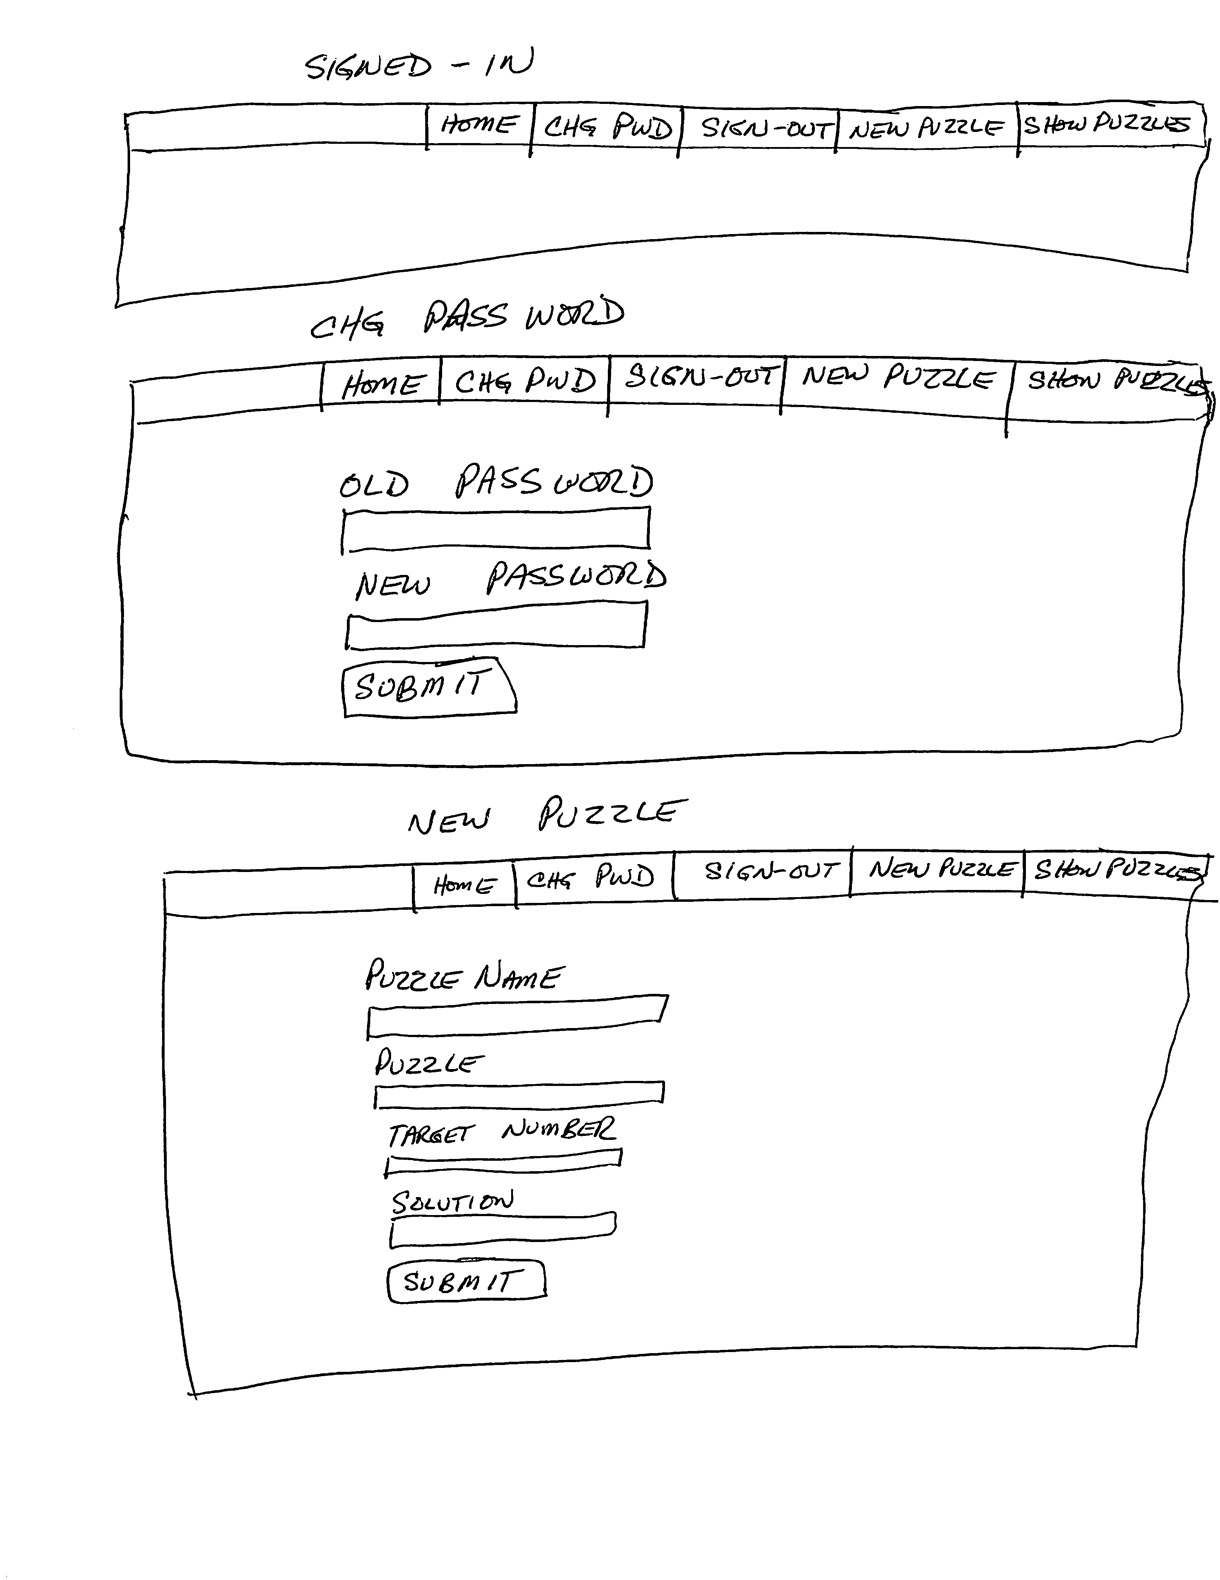 SIGNED-IN
HOME CHG PWD SIGN-OUT NEW PUZZLE SHOW PUZZLES
CHG PASSWORD
HOME CHG PWD SIGN-OUT NEW PUZZLE SHOW PUZZLES
OLD PASSWORD
NEW PASSWORD
SUBMIT
NEW PUZZLE
HOME CHG PWD SIGN-OUT NEW PUZZLE SHOW PUZZLES
PUZZLE NAME
PUZZLE
TARGET NUMBER
SOLUTION
SUBMIT